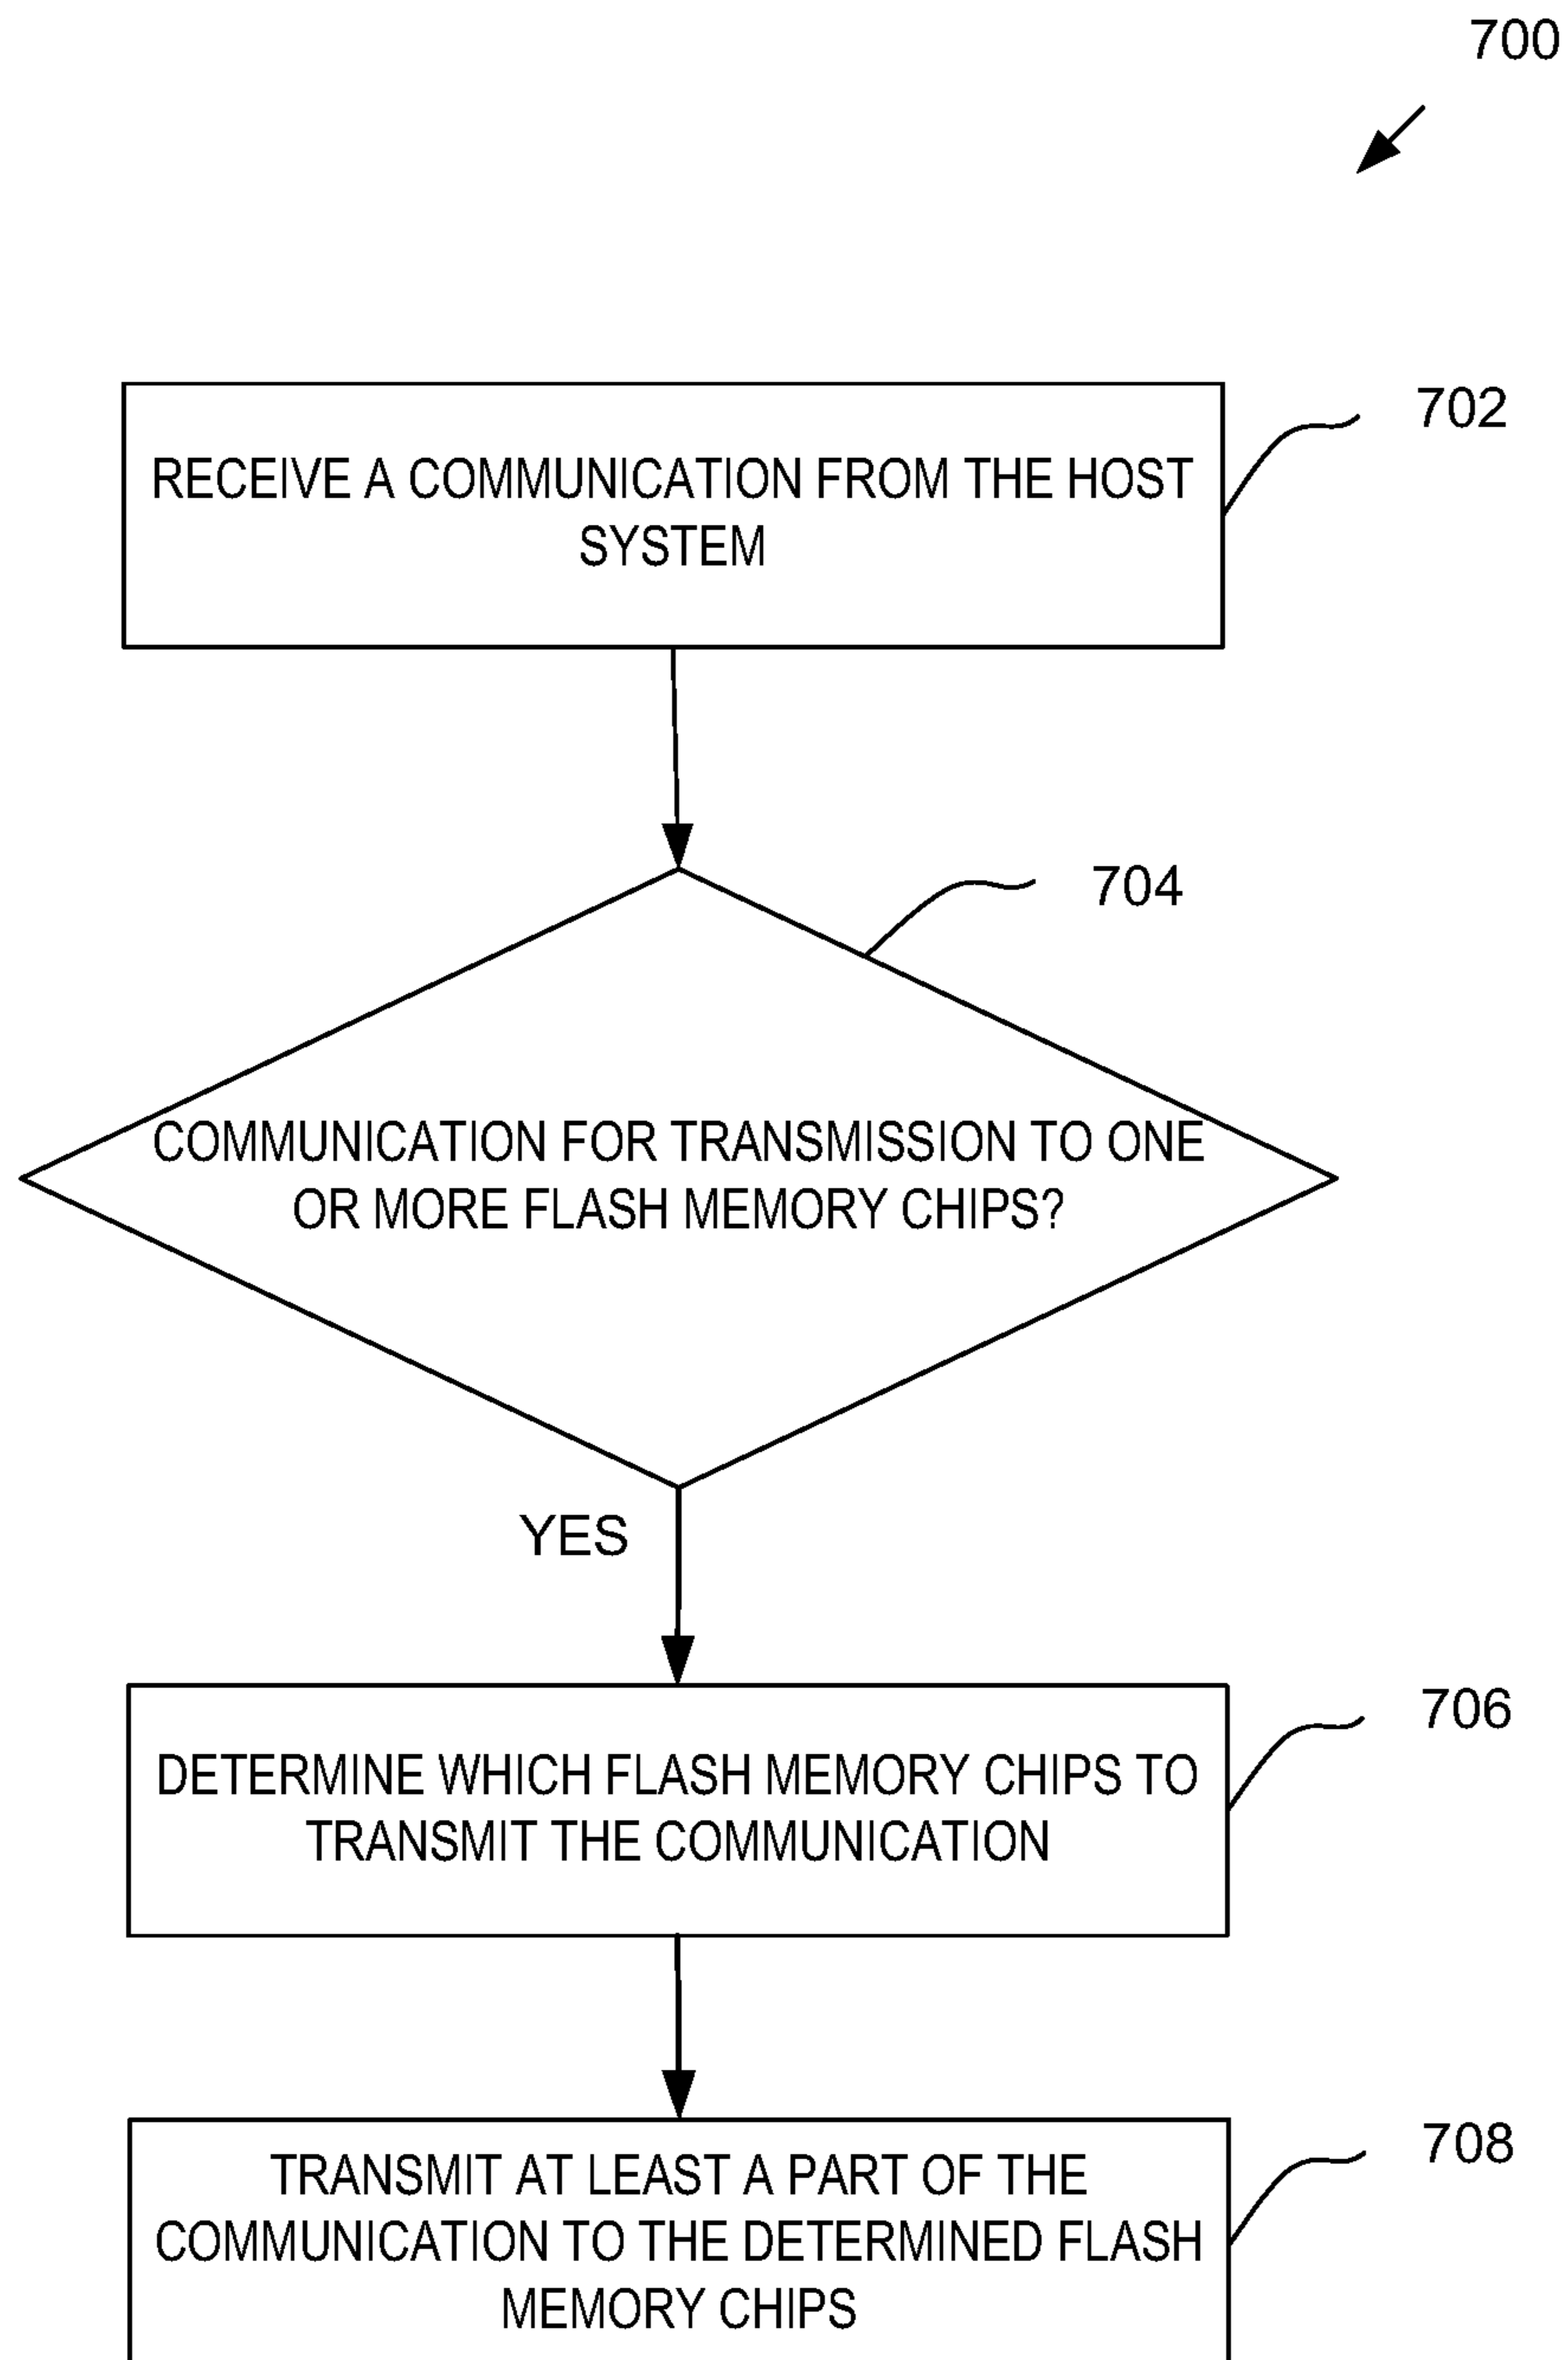 700
RECEIVE A COMMUNICATION FROM THE HOST
SYSTEM
702
704
COMMUNICATION FOR TRANSMISSION TO ONE
OR MORE FLASH MEMORY CHIPS?
YES
DETERMINE WHICH FLASH MEMORY CHIPS TO
TRANSMIT THE COMMUNICATION
706
TRANSMIT AT LEAST A PART OF THE
COMMUNICATION TO THE DETERMINED FLASH
MEMORY CHIPS
708